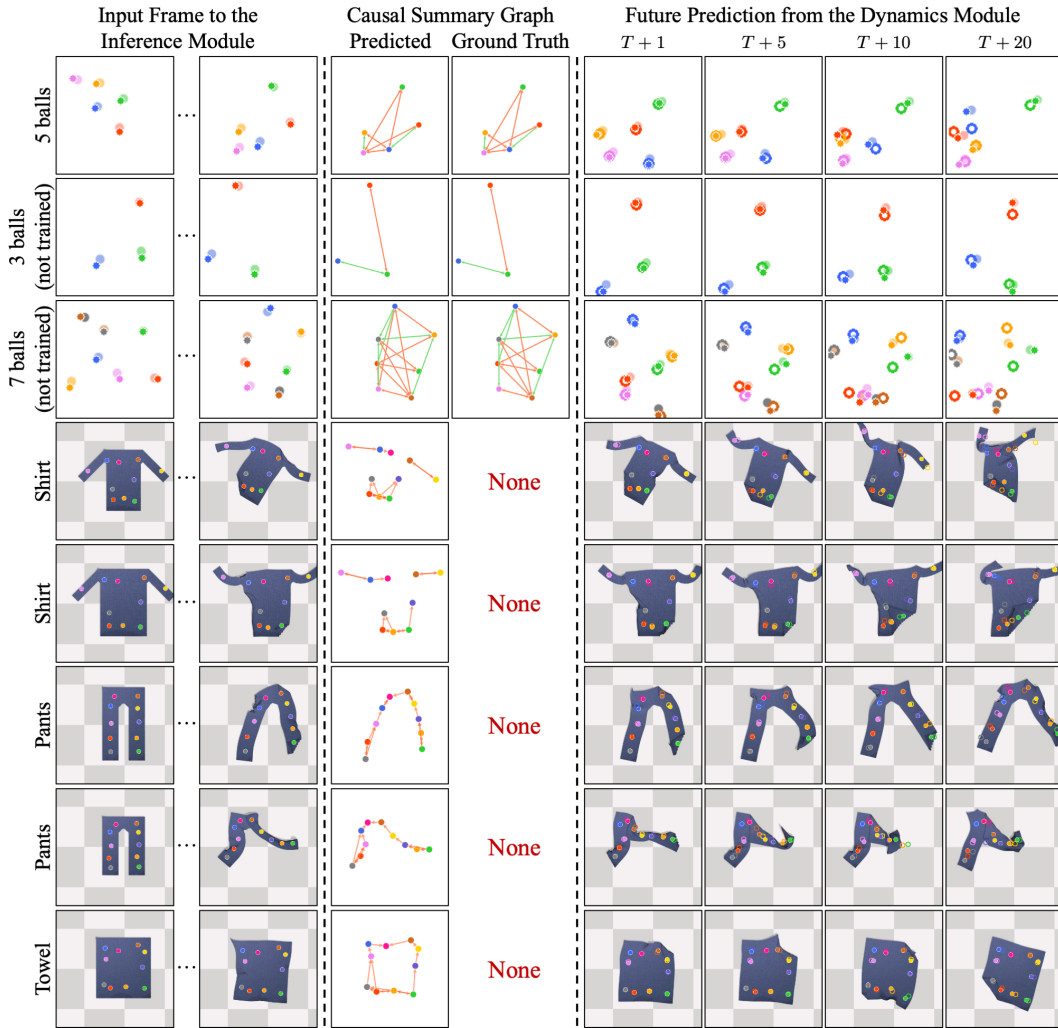 Input Frame to the
Inference Module
Causal Summary Graph
Predicted Ground Truth
Future Prediction from the Dynamics Module
T + 1 T + 5 T + 10 T + 20
5 balls
...
3 balls
(not trained)
...
7 balls
(not trained)
...
Shirt
...
None
Shirt
...
None
Pants
...
None
Pants
...
None
Towel
...
None